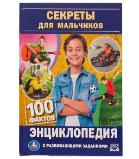 СЕКРЕТЫ
ДЛЯ МАЛЬЧИКОВ
100
ФАКТОВ
ЭНЦИКЛОПЕДИЯ
С РАЗВИВАЮЩИМИ ЗАДАНИЯМИ